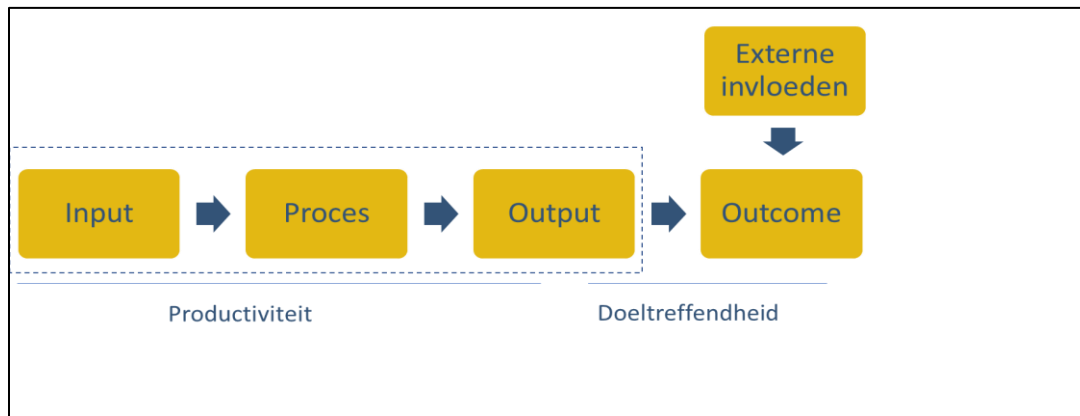 Externe
invloeden
Input
Proces
Output
Outcome
Productiviteit
Doeltreffendheid